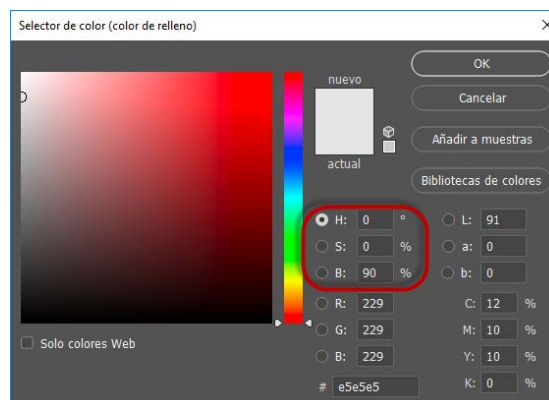 Selector de color (color de relleno)
nuevo
actual
OK
Cancelar
Añadir a muestras
Bibliotecas de colores
H: 0 °
S: 0 %
B: 90 %
L: 91
a: 0
b: 0
R: 229
G: 229
B: 229
# e5e5e5
C: 12 %
M: 10 %
Y: 10 %
K: 0 %
Solo colores Web